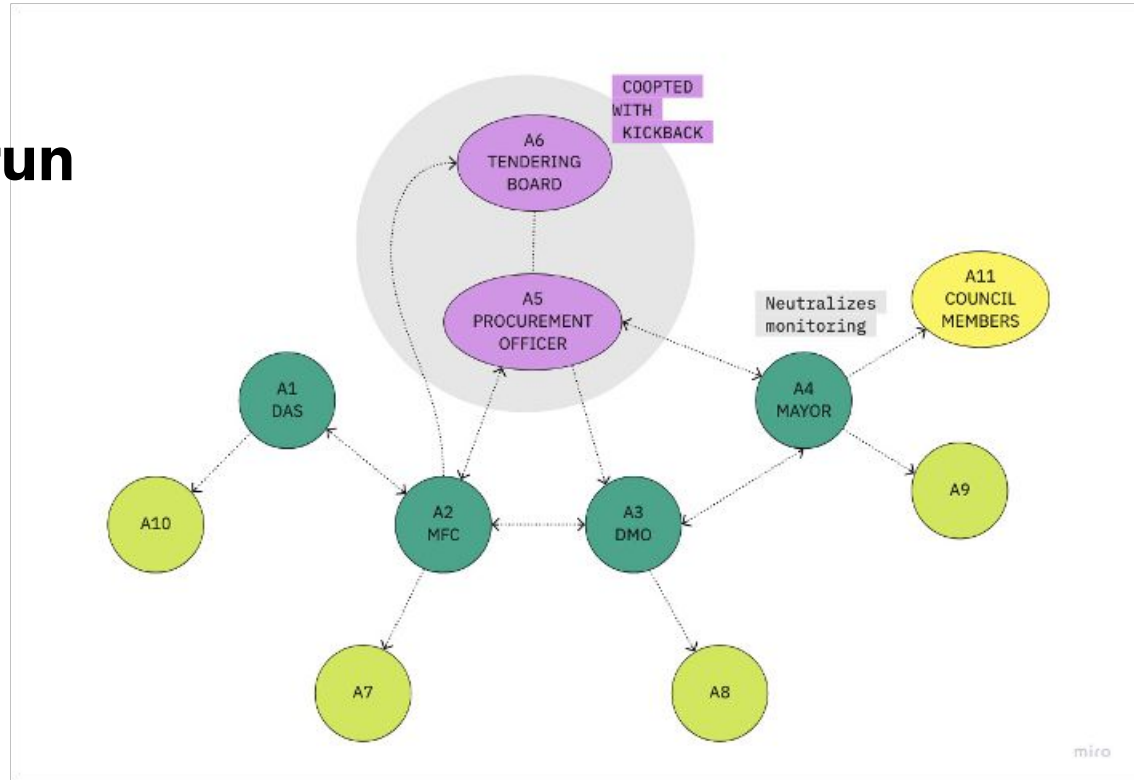 COOPTED
WITH
KICKBACK
A6
TENDERING
BOARD
A5
PROCUREMENT
OFFICER
Neutralizes
monitoring
A11
COUNCIL
MEMBERS
A1
DAS
A4
MAYOR
A10
A2
MFC
A3
DMO
A9
A7
A8
miro